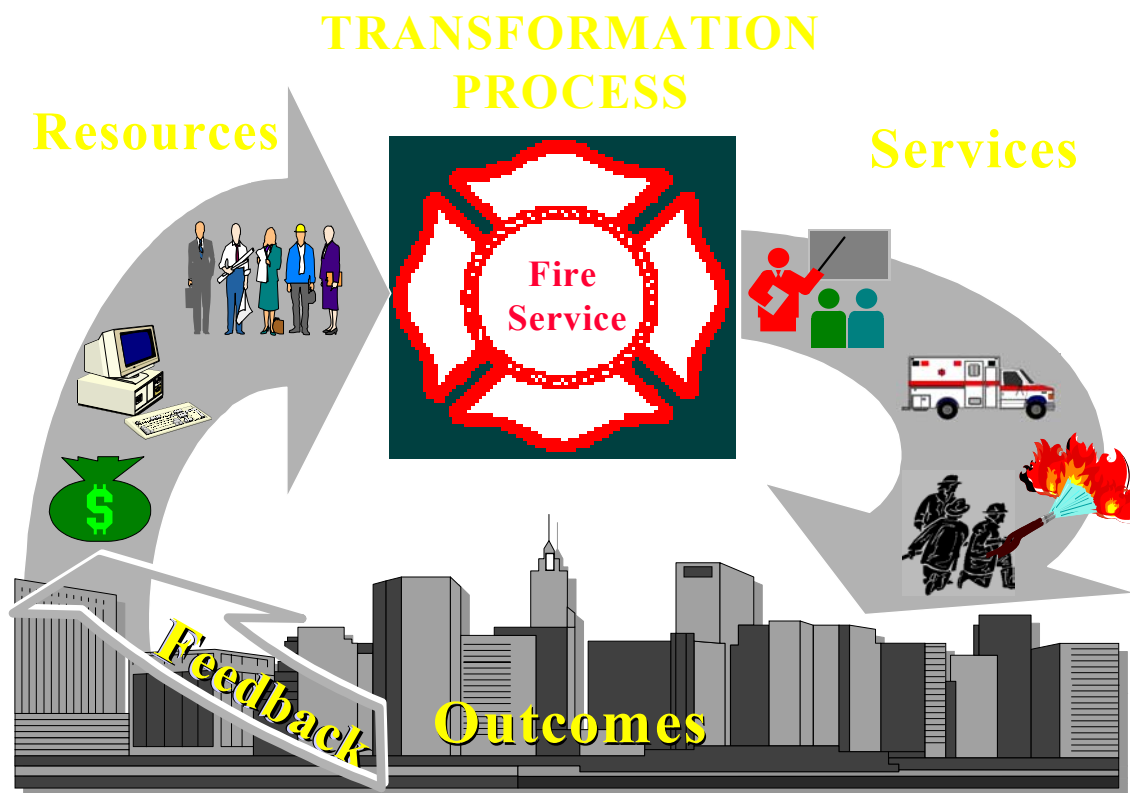 TRANSFORMATION
PROCESS
Resources
Services
Fire
Service
$
Feedback
Outcomes